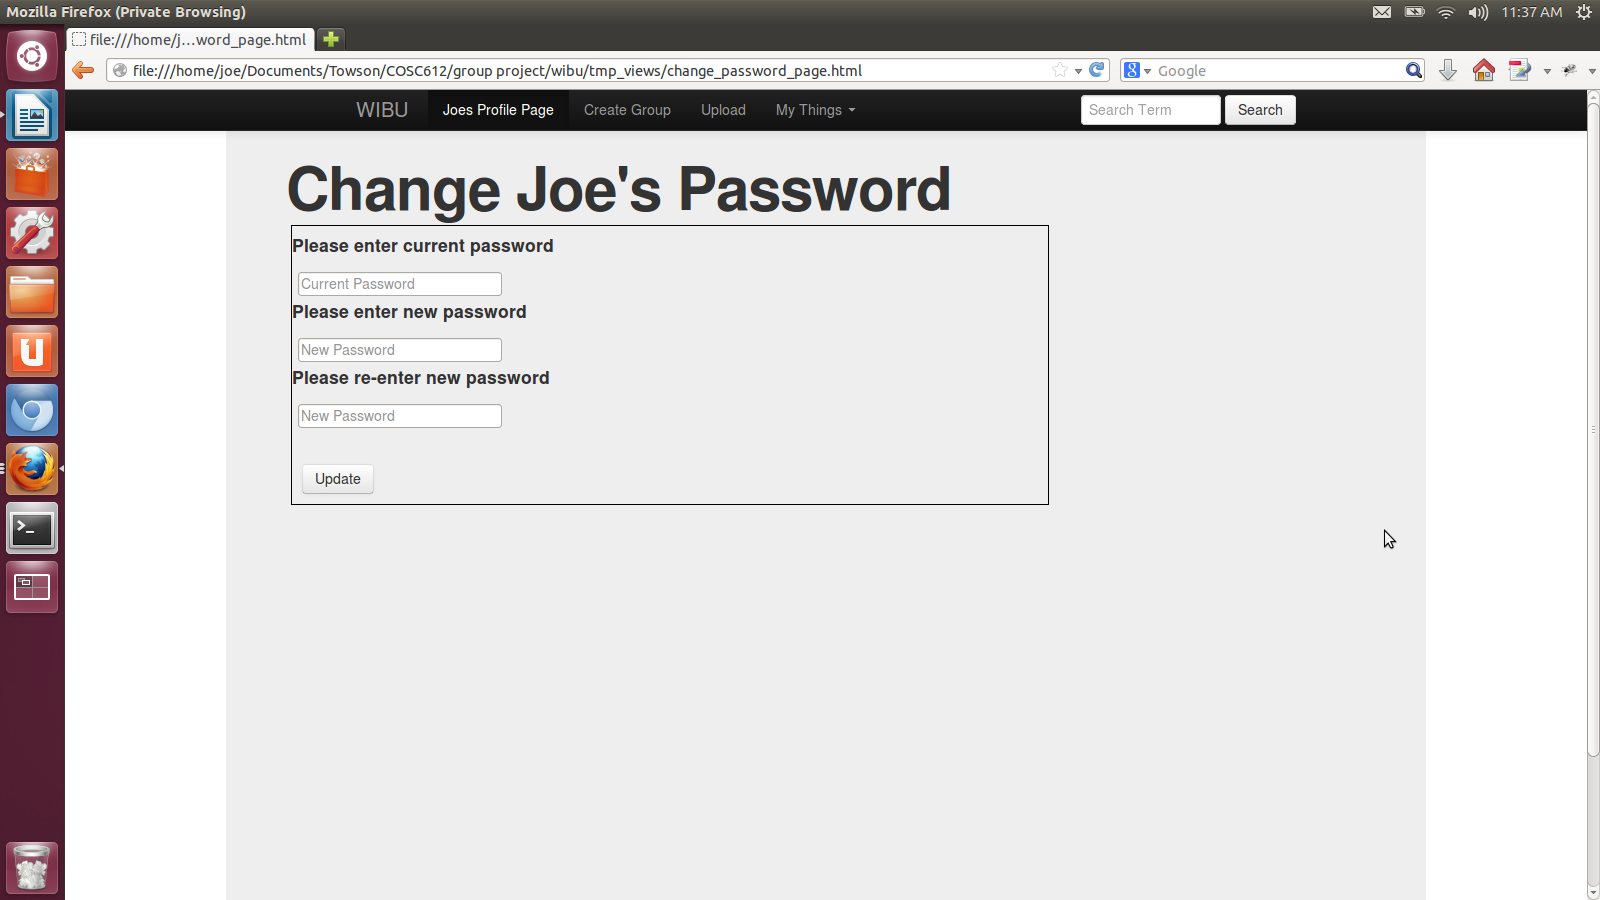 Mozilla Firefox (Private Browsing)
11:37 AM
file:///home/j...word_page.html
file:///home/joe/Documents/Towson/COSC612/group project/wibu/tmp_views/change_password_page.html
Google
WIBU Joes Profile Page Create Group Upload My Things Search Term Search
Change Joe's Password
Please enter current password
Current Password
Please enter new password
New Password
Please re-enter new password
New Password
Update